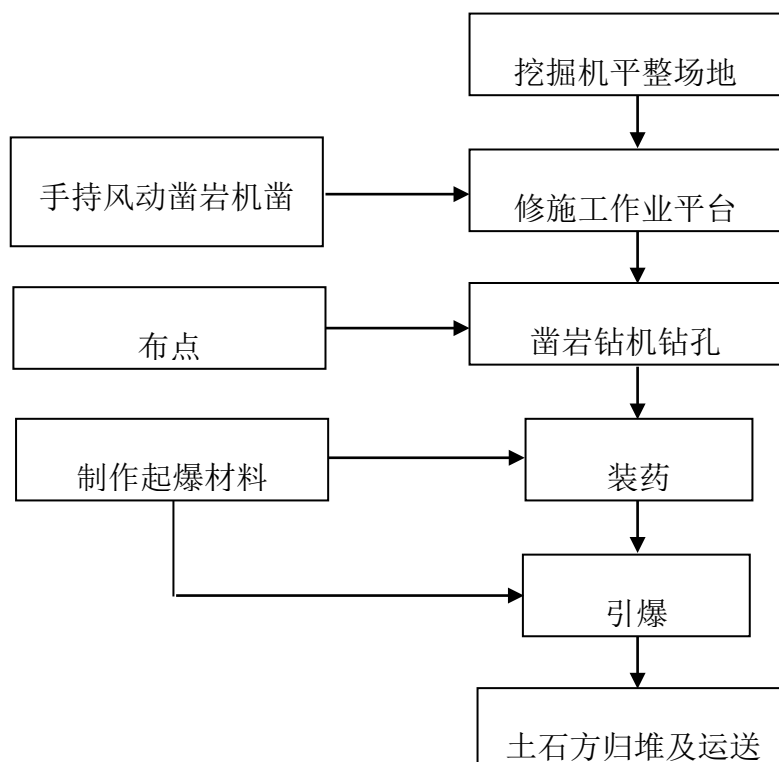 挖掘机平整场地
手持风动凿岩机凿
修施工作业平台
布点
凿岩钻机钻孔
制作起爆材料
装药
引爆
土石方归堆及运送